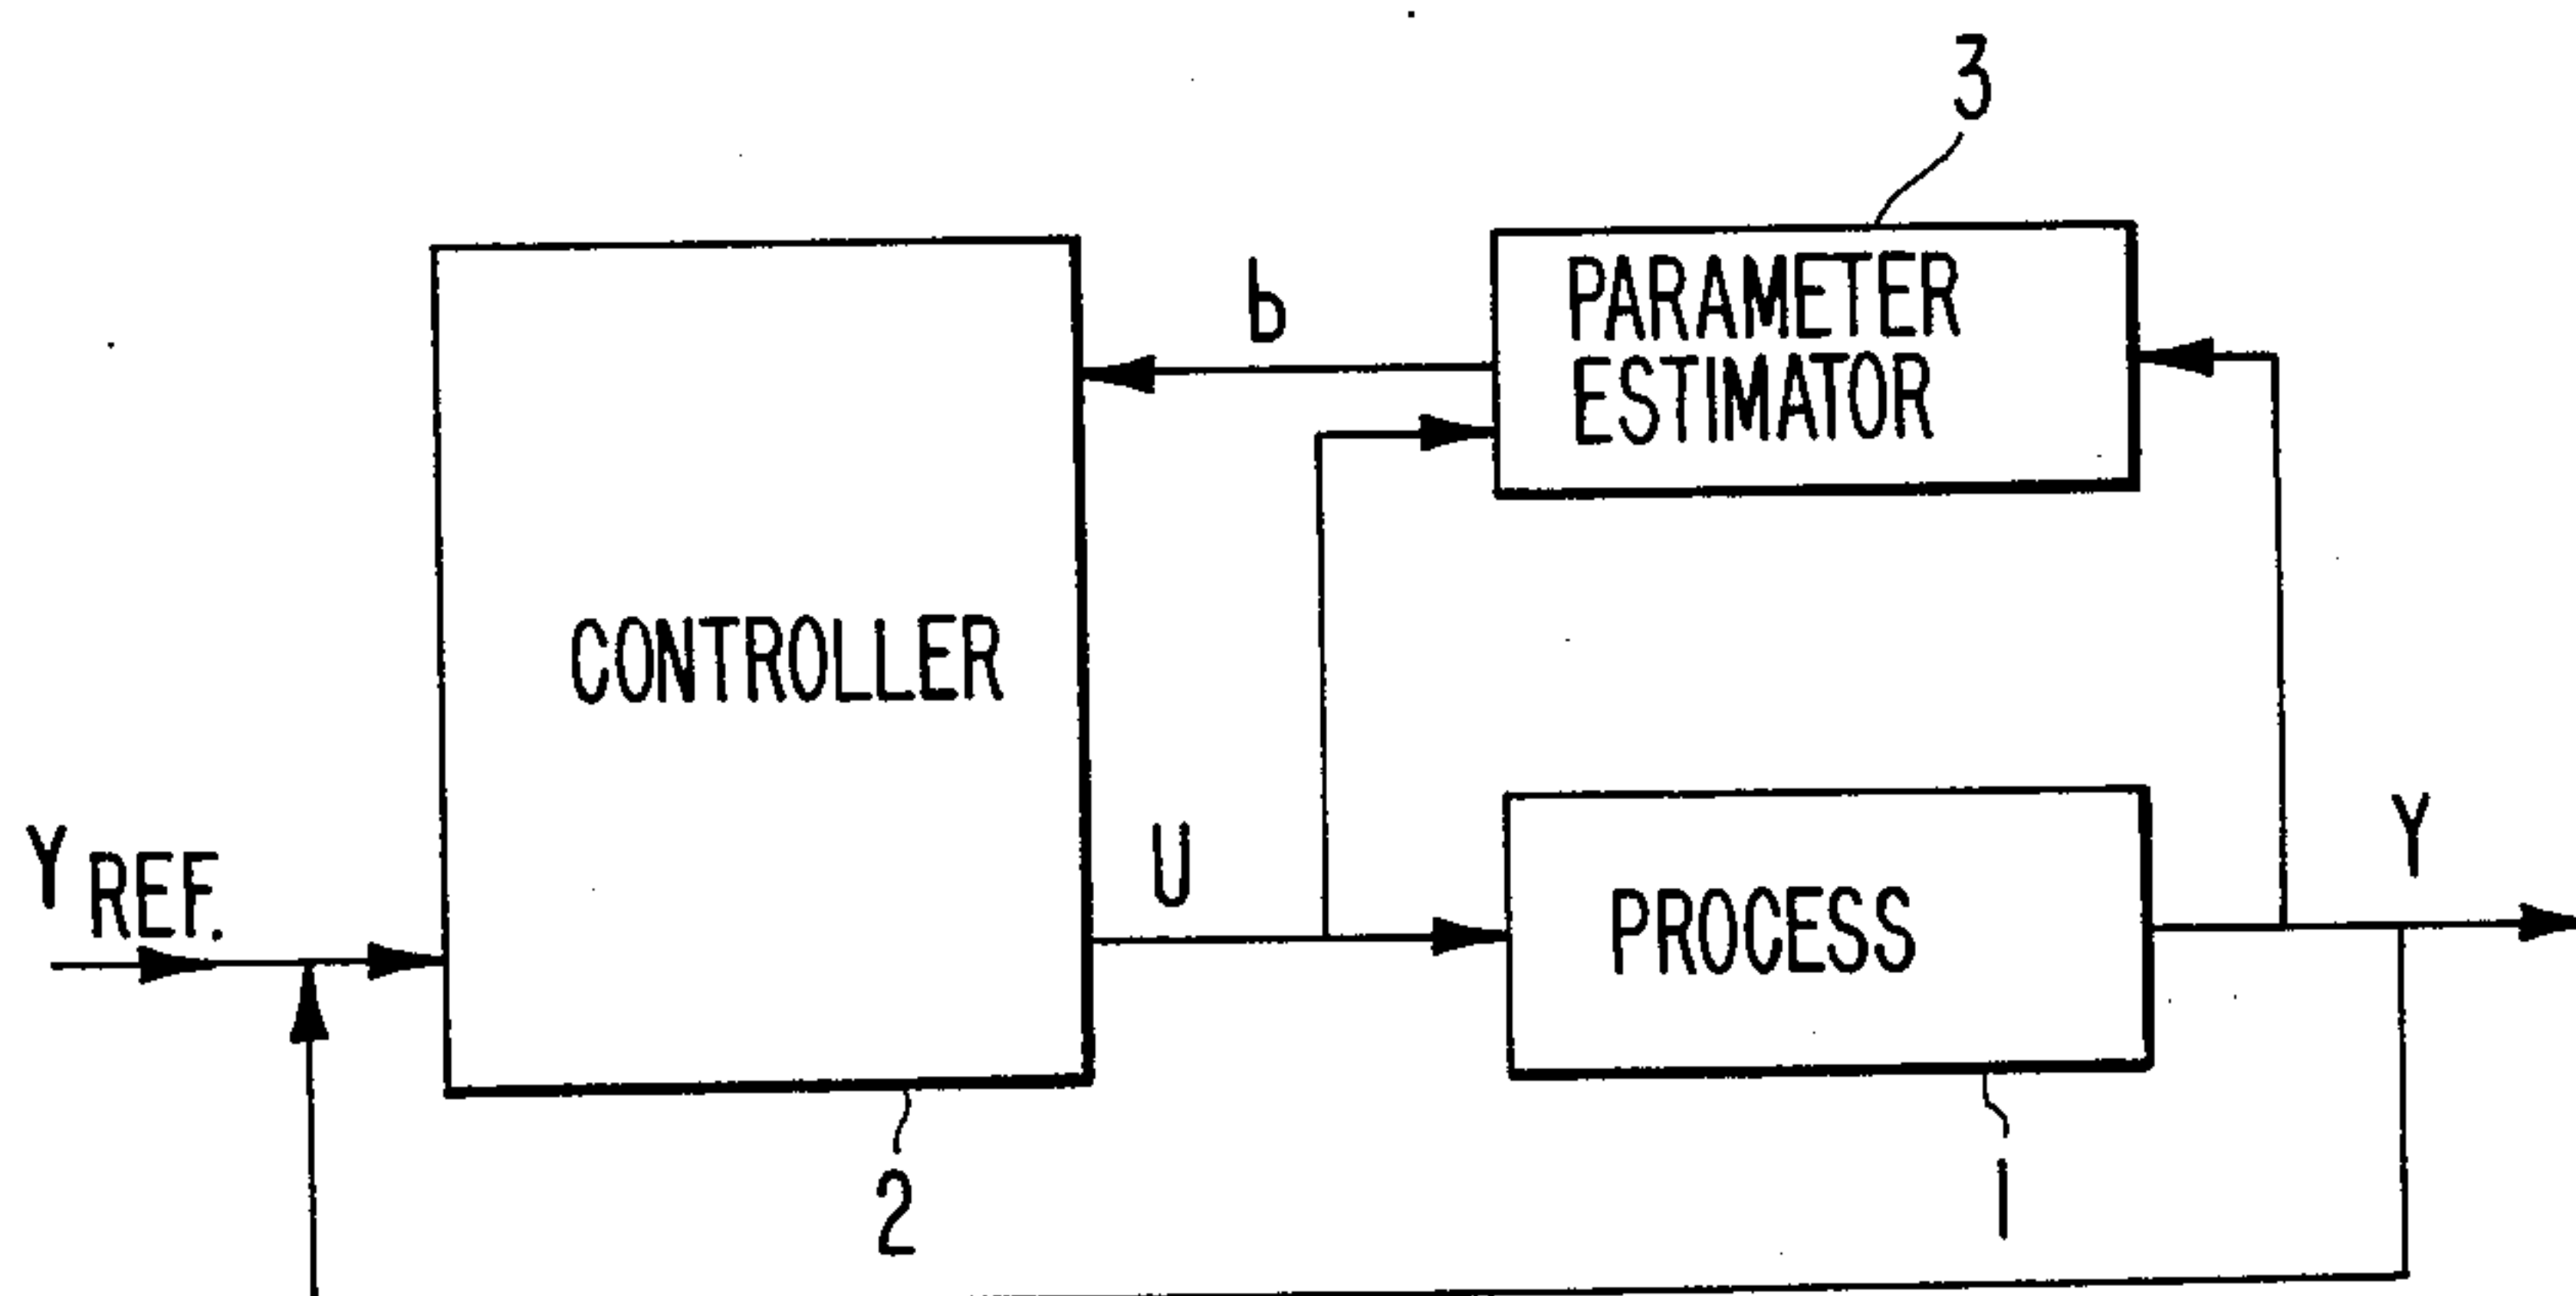 3
PARAMETER
ESTIMATOR
b
CONTROLLER
U
PROCESS
Y
Y REF.
2
1